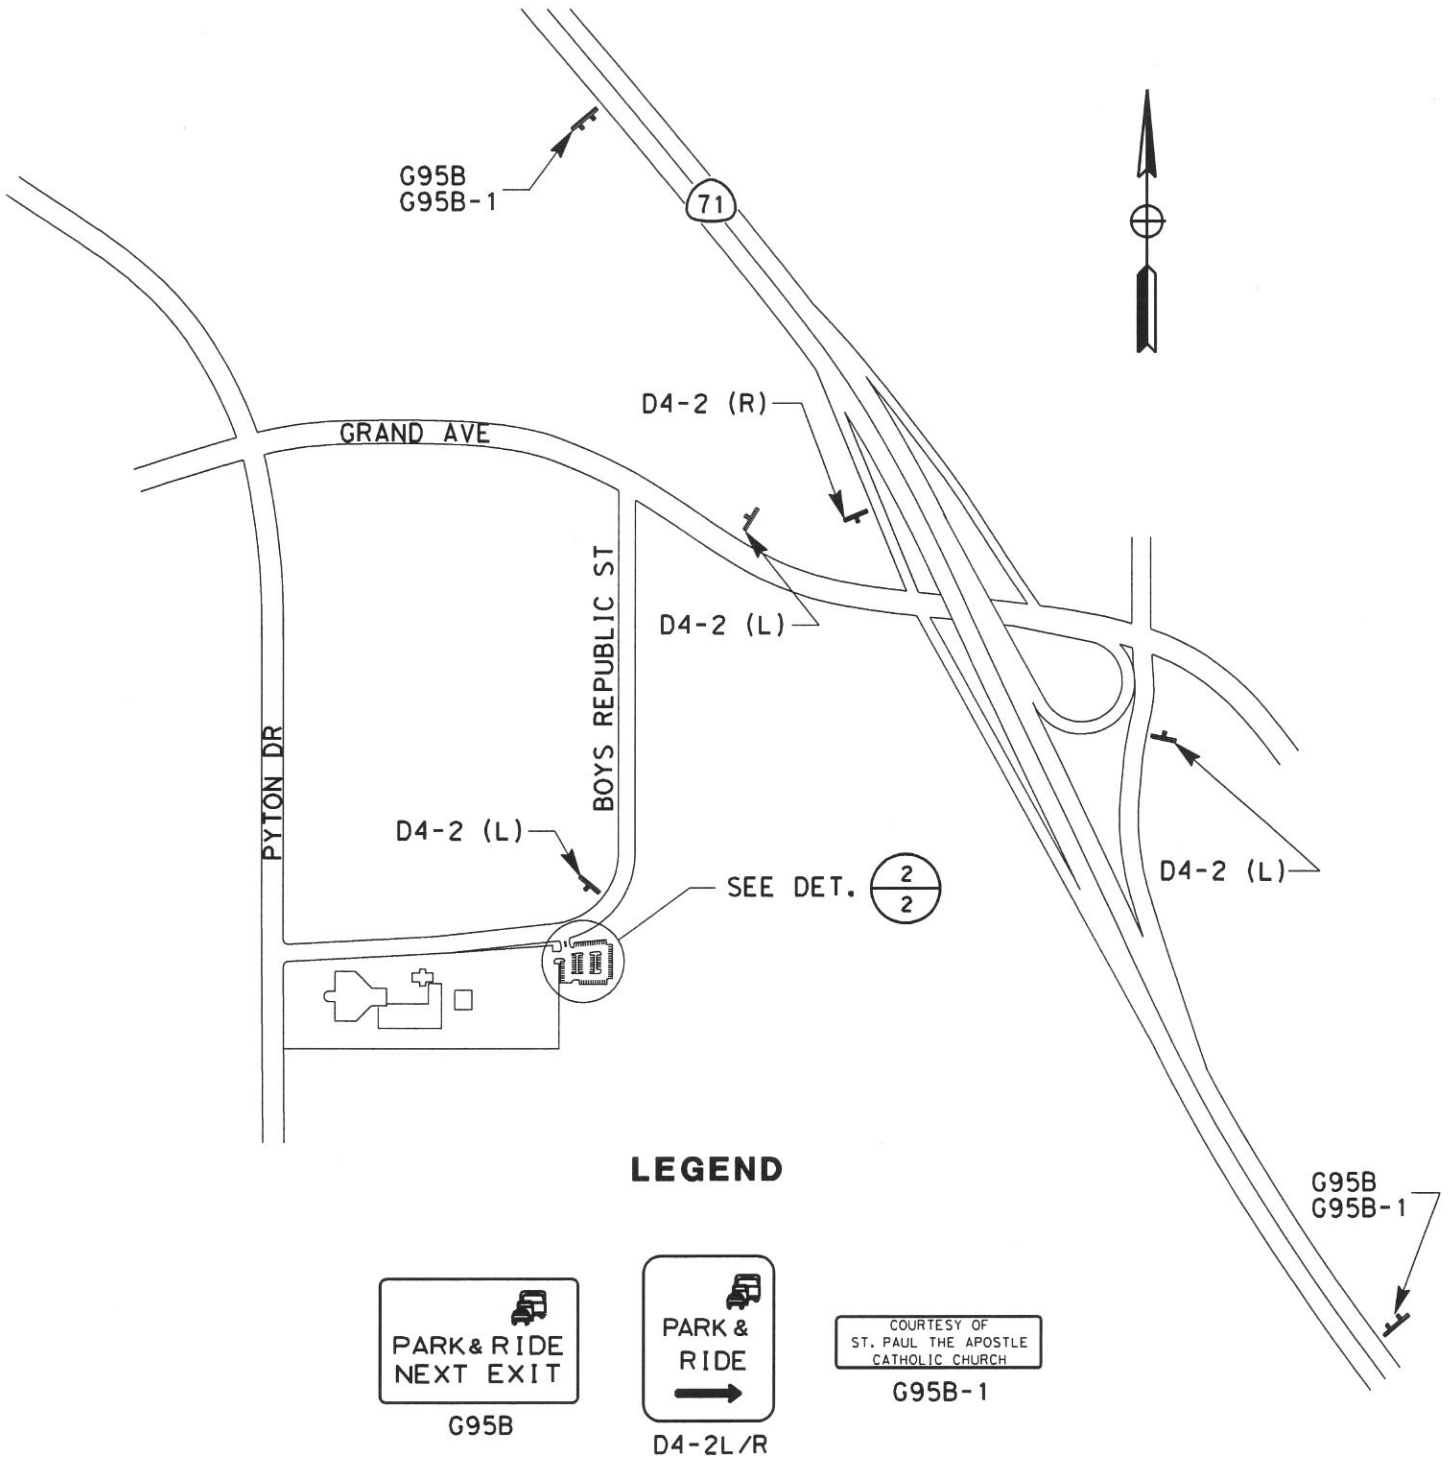 G95B
G95B-1
71
D4-2 (R)
GRAND AVE
BOYS REPUBLIC ST
D4-2 (L)
PYTON DR
D4-2 (L)
SEE DET.
2
2
D4-2 (L)
LEGEND
G95B
G95B-1
PARK & RIDE
NEXT EXIT
G95B
PARK &
RIDE
D4-2L/R
COURTESY OF
ST. PAUL THE APOSTLE
CATHOLIC CHURCH
G95B-1